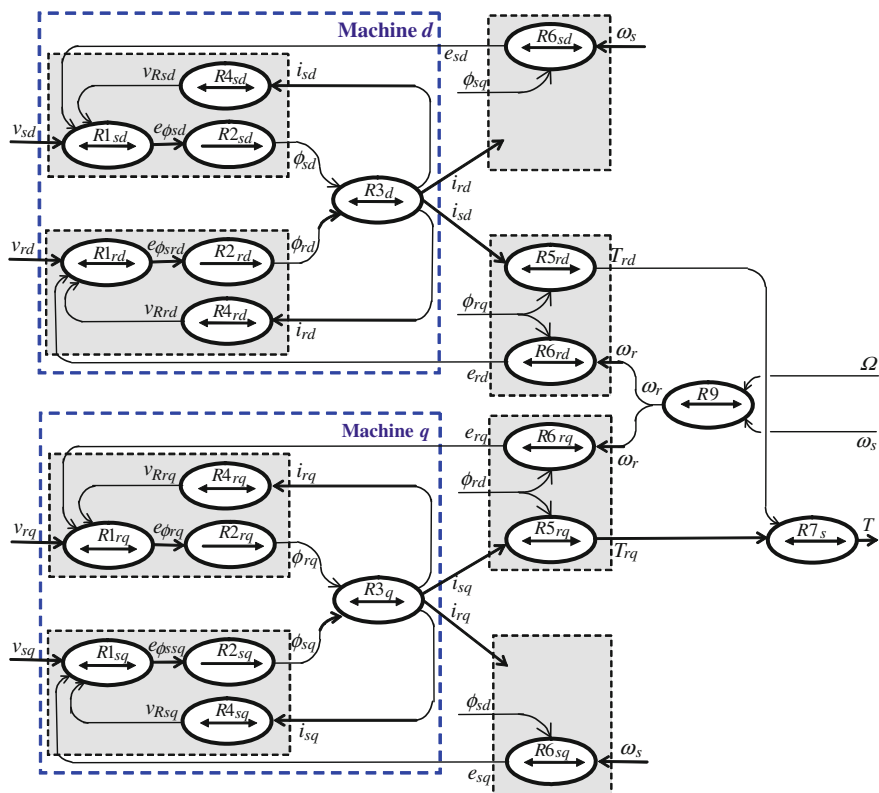 Machine d
R6sd
ωs
esd
vRsd
R4sd
isd
ϕsq
vsd
R1sd
eϕsd
R2sd
ϕsd
R3d
ird
isd
vrd
R1rd
eϕsrd
R2rd
ϕrd
R5rd
Trd
ϕrq
vRrd
R4rd
ird
R6rd
ωr
erd
ωr
R9
Ω
ωs
Machine q
erq
R6rq
ωr
vRrq
R4rq
irq
ϕrd
vrq
R1rq
eϕrq
R2rq
ϕrq
R5rq
Trq
R7s
T
R3q
isq
irq
vsq
R1sq
eϕssq
R2sq
ϕsq
vRsq
R4sq
isq
ϕsd
R6sq
ωs
esq